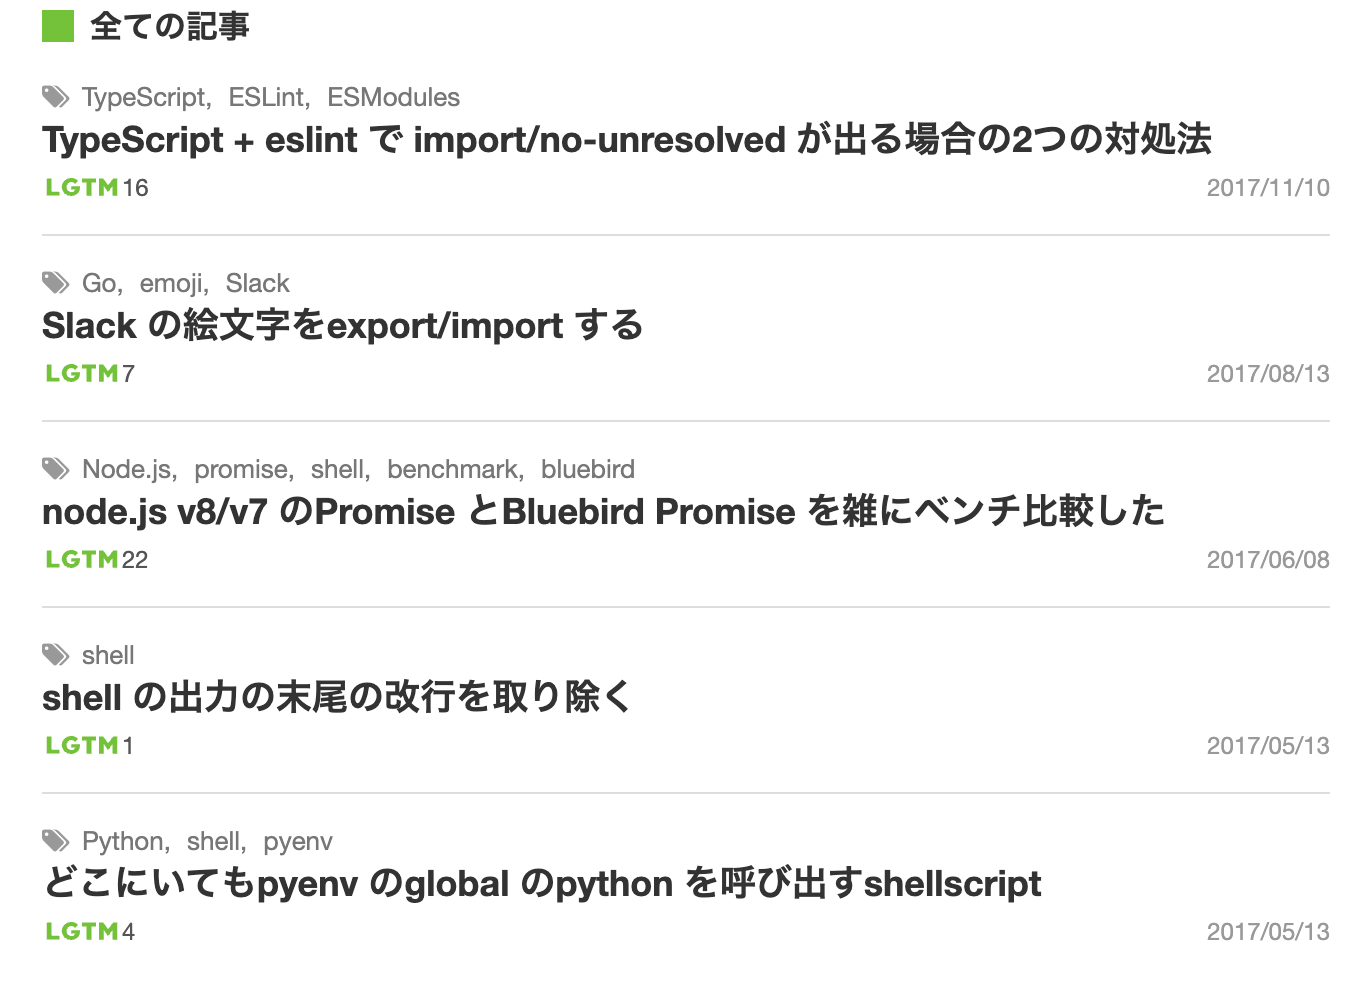 全ての記事
TypeScript, ESLint, ESModules
TypeScript + eslint で import/no-unresolved が出る場合の2つの対処法
LGTM 16 2017/11/10
Go, emoji, Slack
Slack の絵文字をexport/import する
LGTM 7 2017/08/13
Node.js, promise, shell, benchmark, bluebird
node.js v8/v7 のPromise とBluebird Promise を雑にベンチ比較した
LGTM 22 2017/06/08
shell
shell の出力の末尾の改行を取り除く
LGTM 1 2017/05/13
Python, shell, pyenv
どこにいてもpyenv のglobal のpython を呼び出すshellscript
LGTM 4 2017/05/13